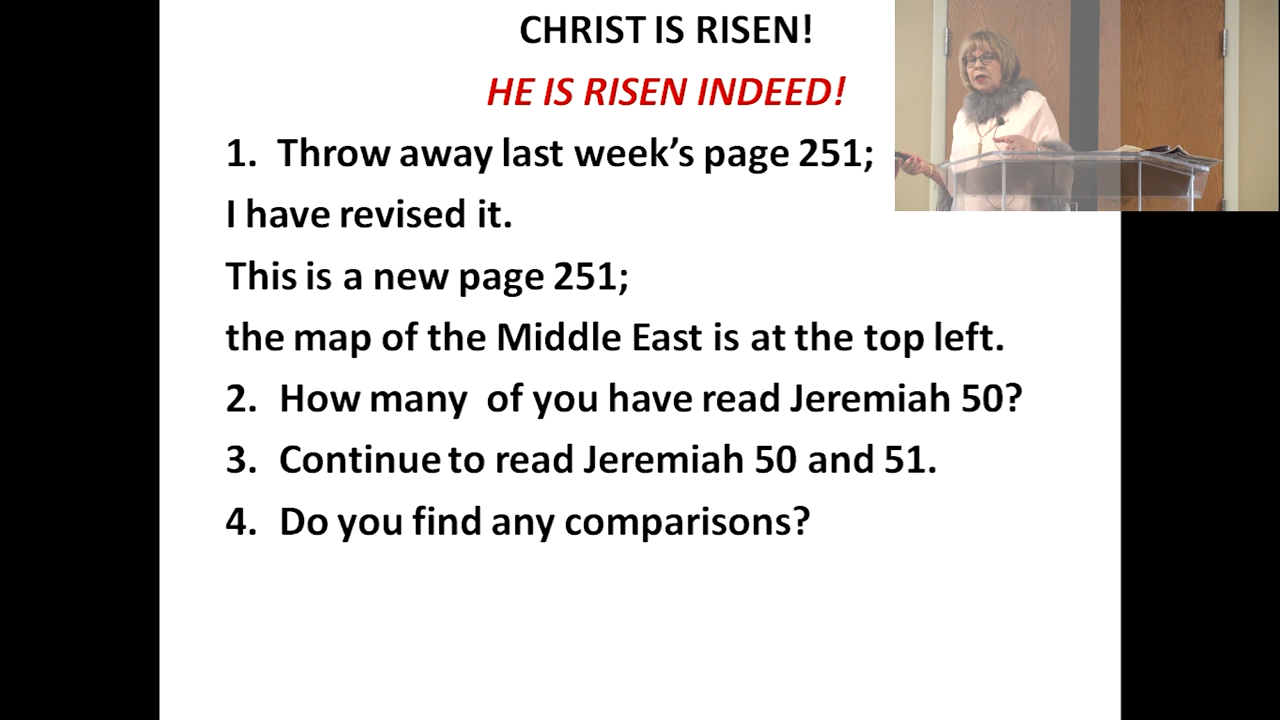 CHRIST IS RISEN!
HE IS RISEN INDEED!
1. Throw away last week’s page 251;
I have revised it.
This is a new page 251;
the map of the Middle East is at the top left.
2. How many of you have read Jeremiah 50?
3. Continue to read Jeremiah 50 and 51.
4. Do you find any comparisons?